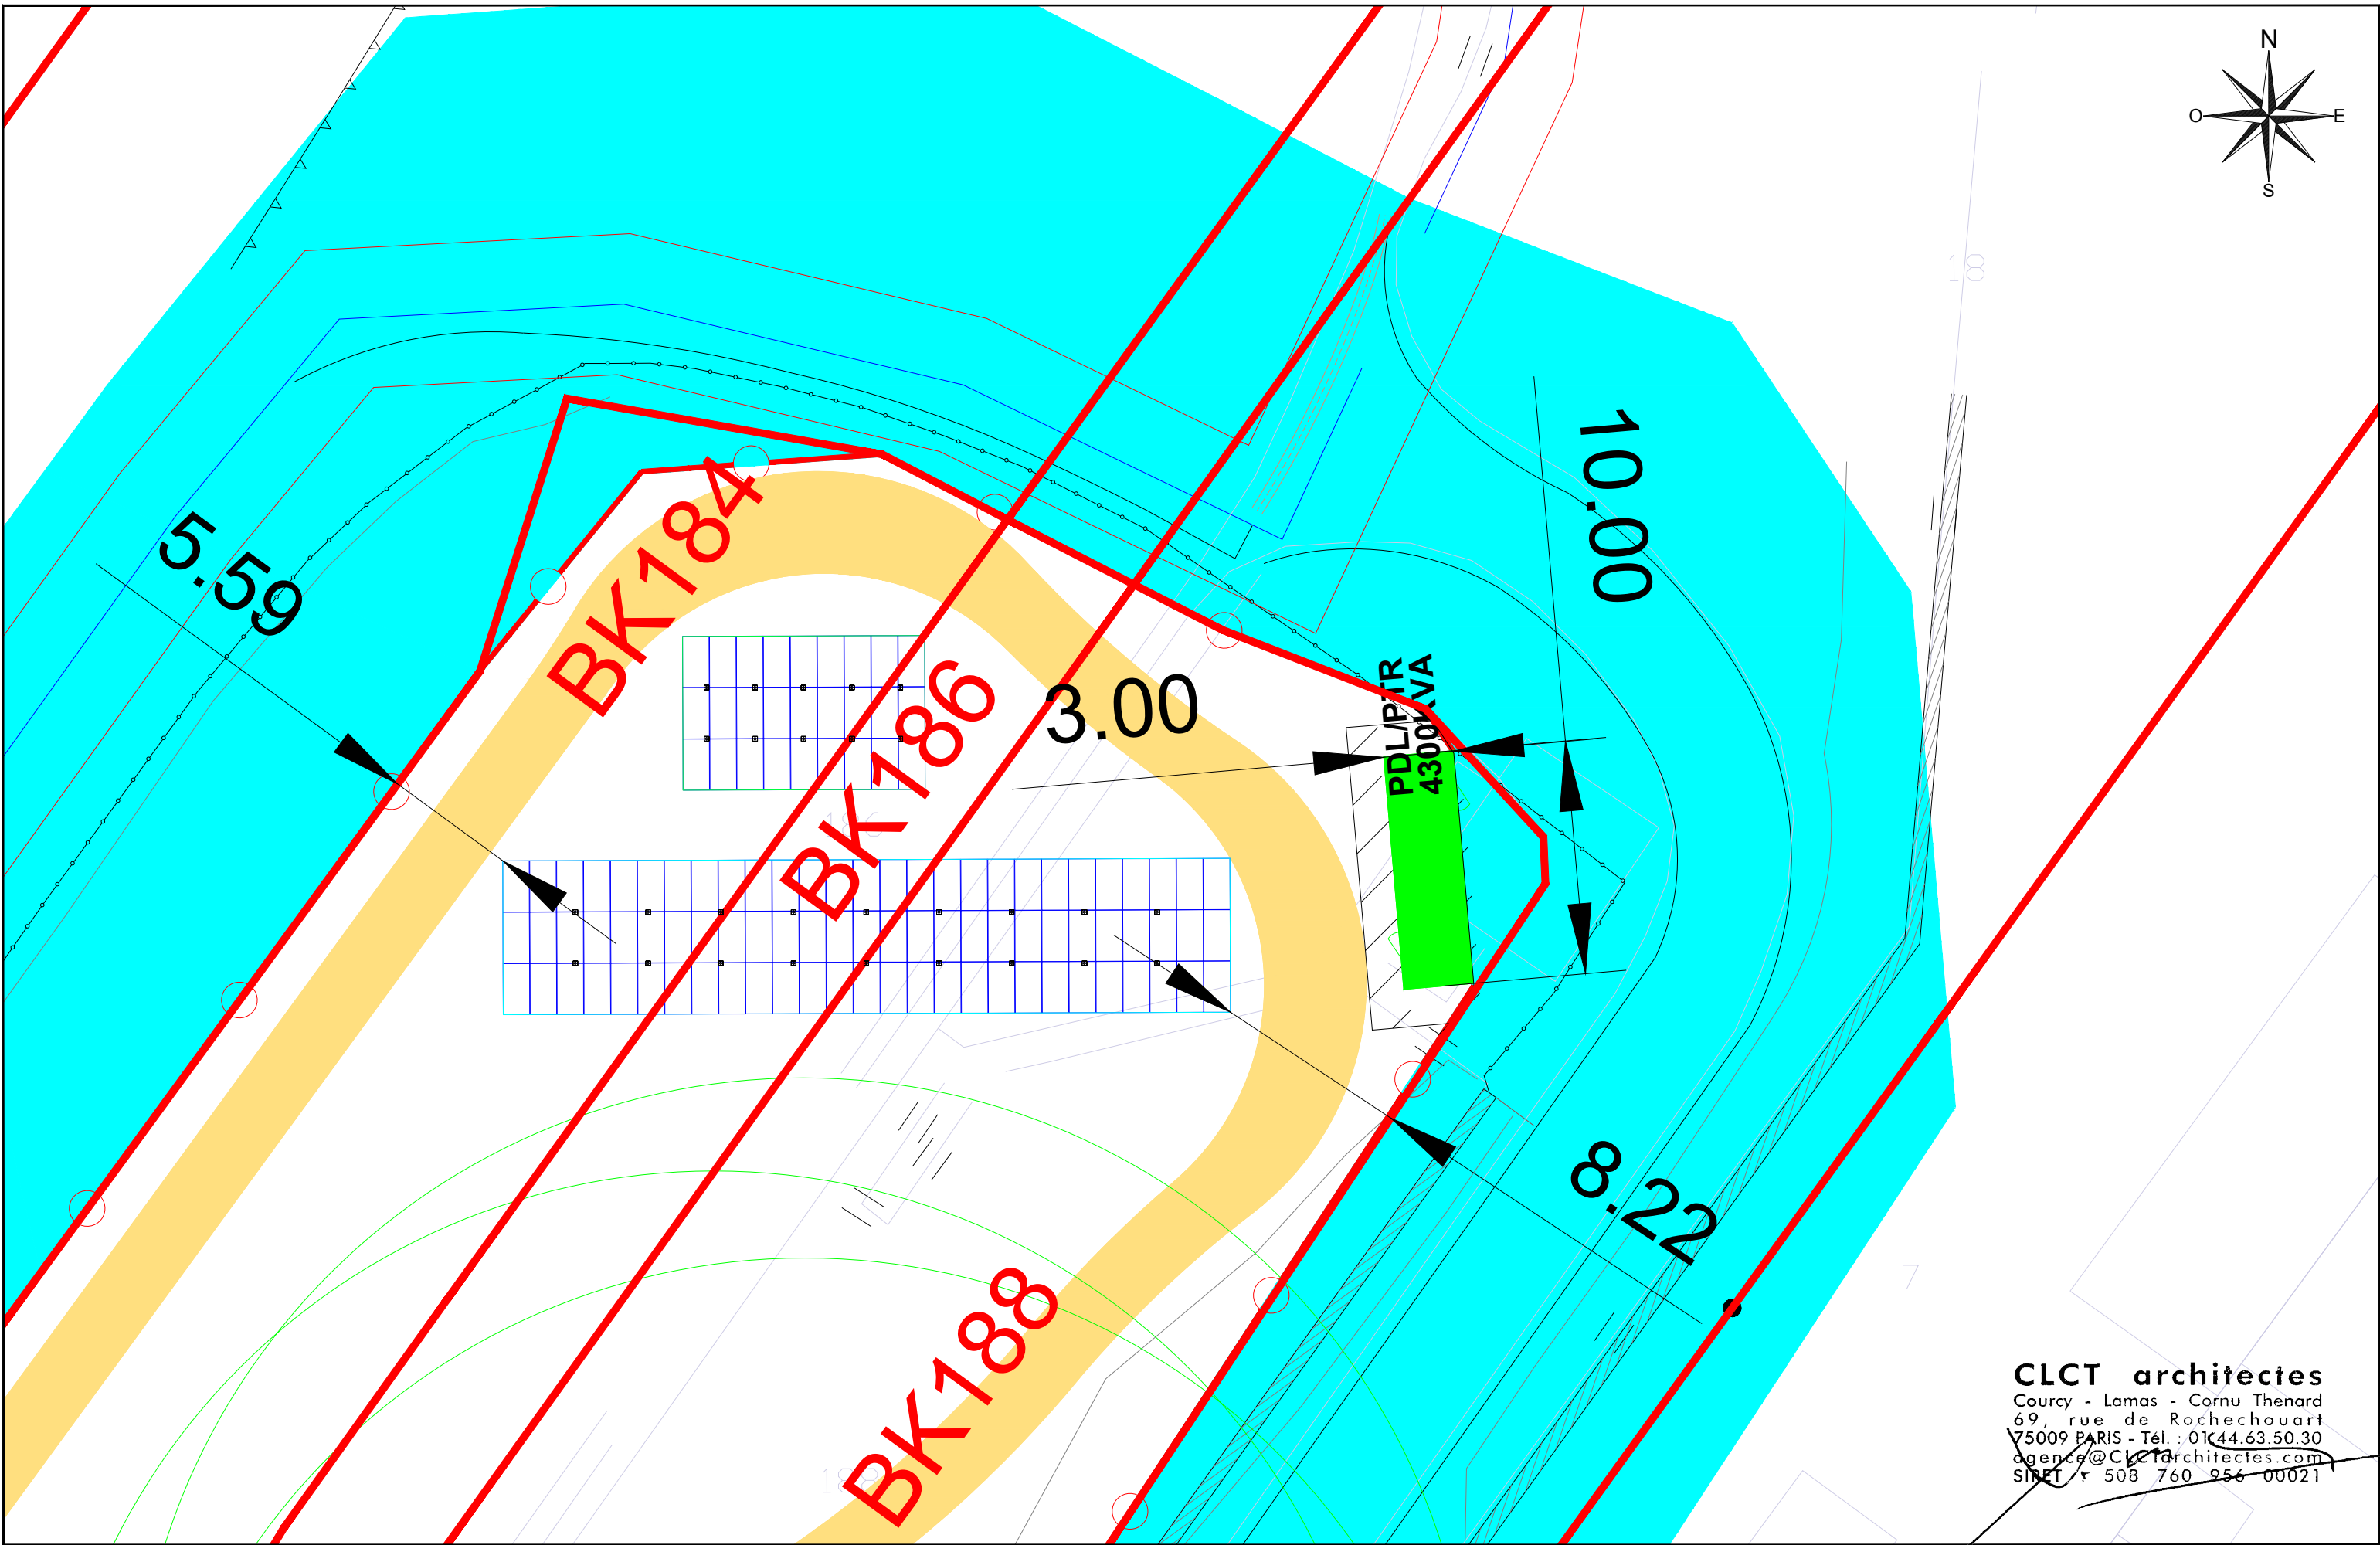 N
O
E
S
18
10.00
5.59
BK184
PDL/PTR
4300KVA
3.00
BK186
186
8.22
7
BK188
188
CLCT architectes
Courcy - Lamas - Cornu Thenard
69, rue de Rochechouart
75009 PARIS - Tél. : 01.44.63.50.30
agence@CLCTarchitectes.com
SIRET : 508 760 956 00021